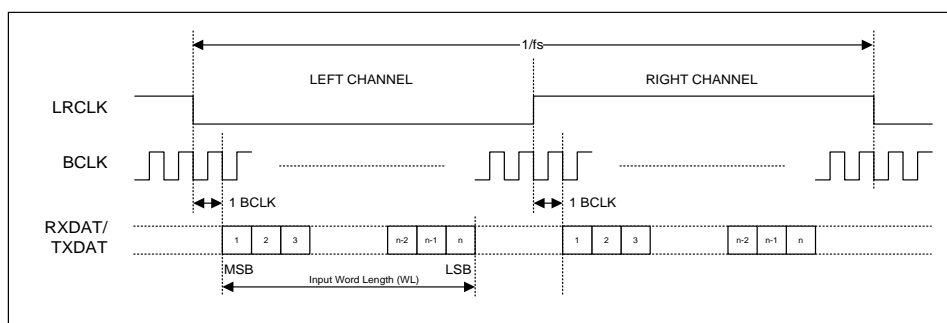 1/fs
LEFT CHANNEL RIGHT CHANNEL
LRCLK
BCLK
1 BCLK 1 BCLK
RXDAT/
TXDAT
1 2 3 n-2 n-1 n 1 2 3 n-2 n-1 n
MSB LSB
Input Word Length (WL)